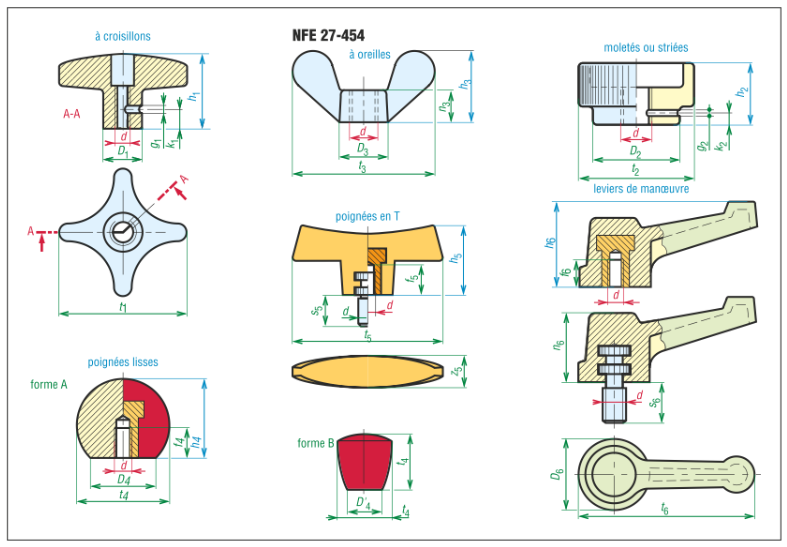 NFE 27-454
à croisillons
h1
A-A
d
D1
g1
k1
A
A
t1
à oreilles
h3
n3
d
D3
t3
moletés ou striées
h2
d
D2
g2
k2
t2
poignées en T
h5
f5
s5
d
d
t5
z5
leviers de manœuvre
h6
f6
d
n6
d
s6
D6
t6
poignées lisses
forme A
h4
f4
d
D4
t4
forme B
t4
D'4
t4